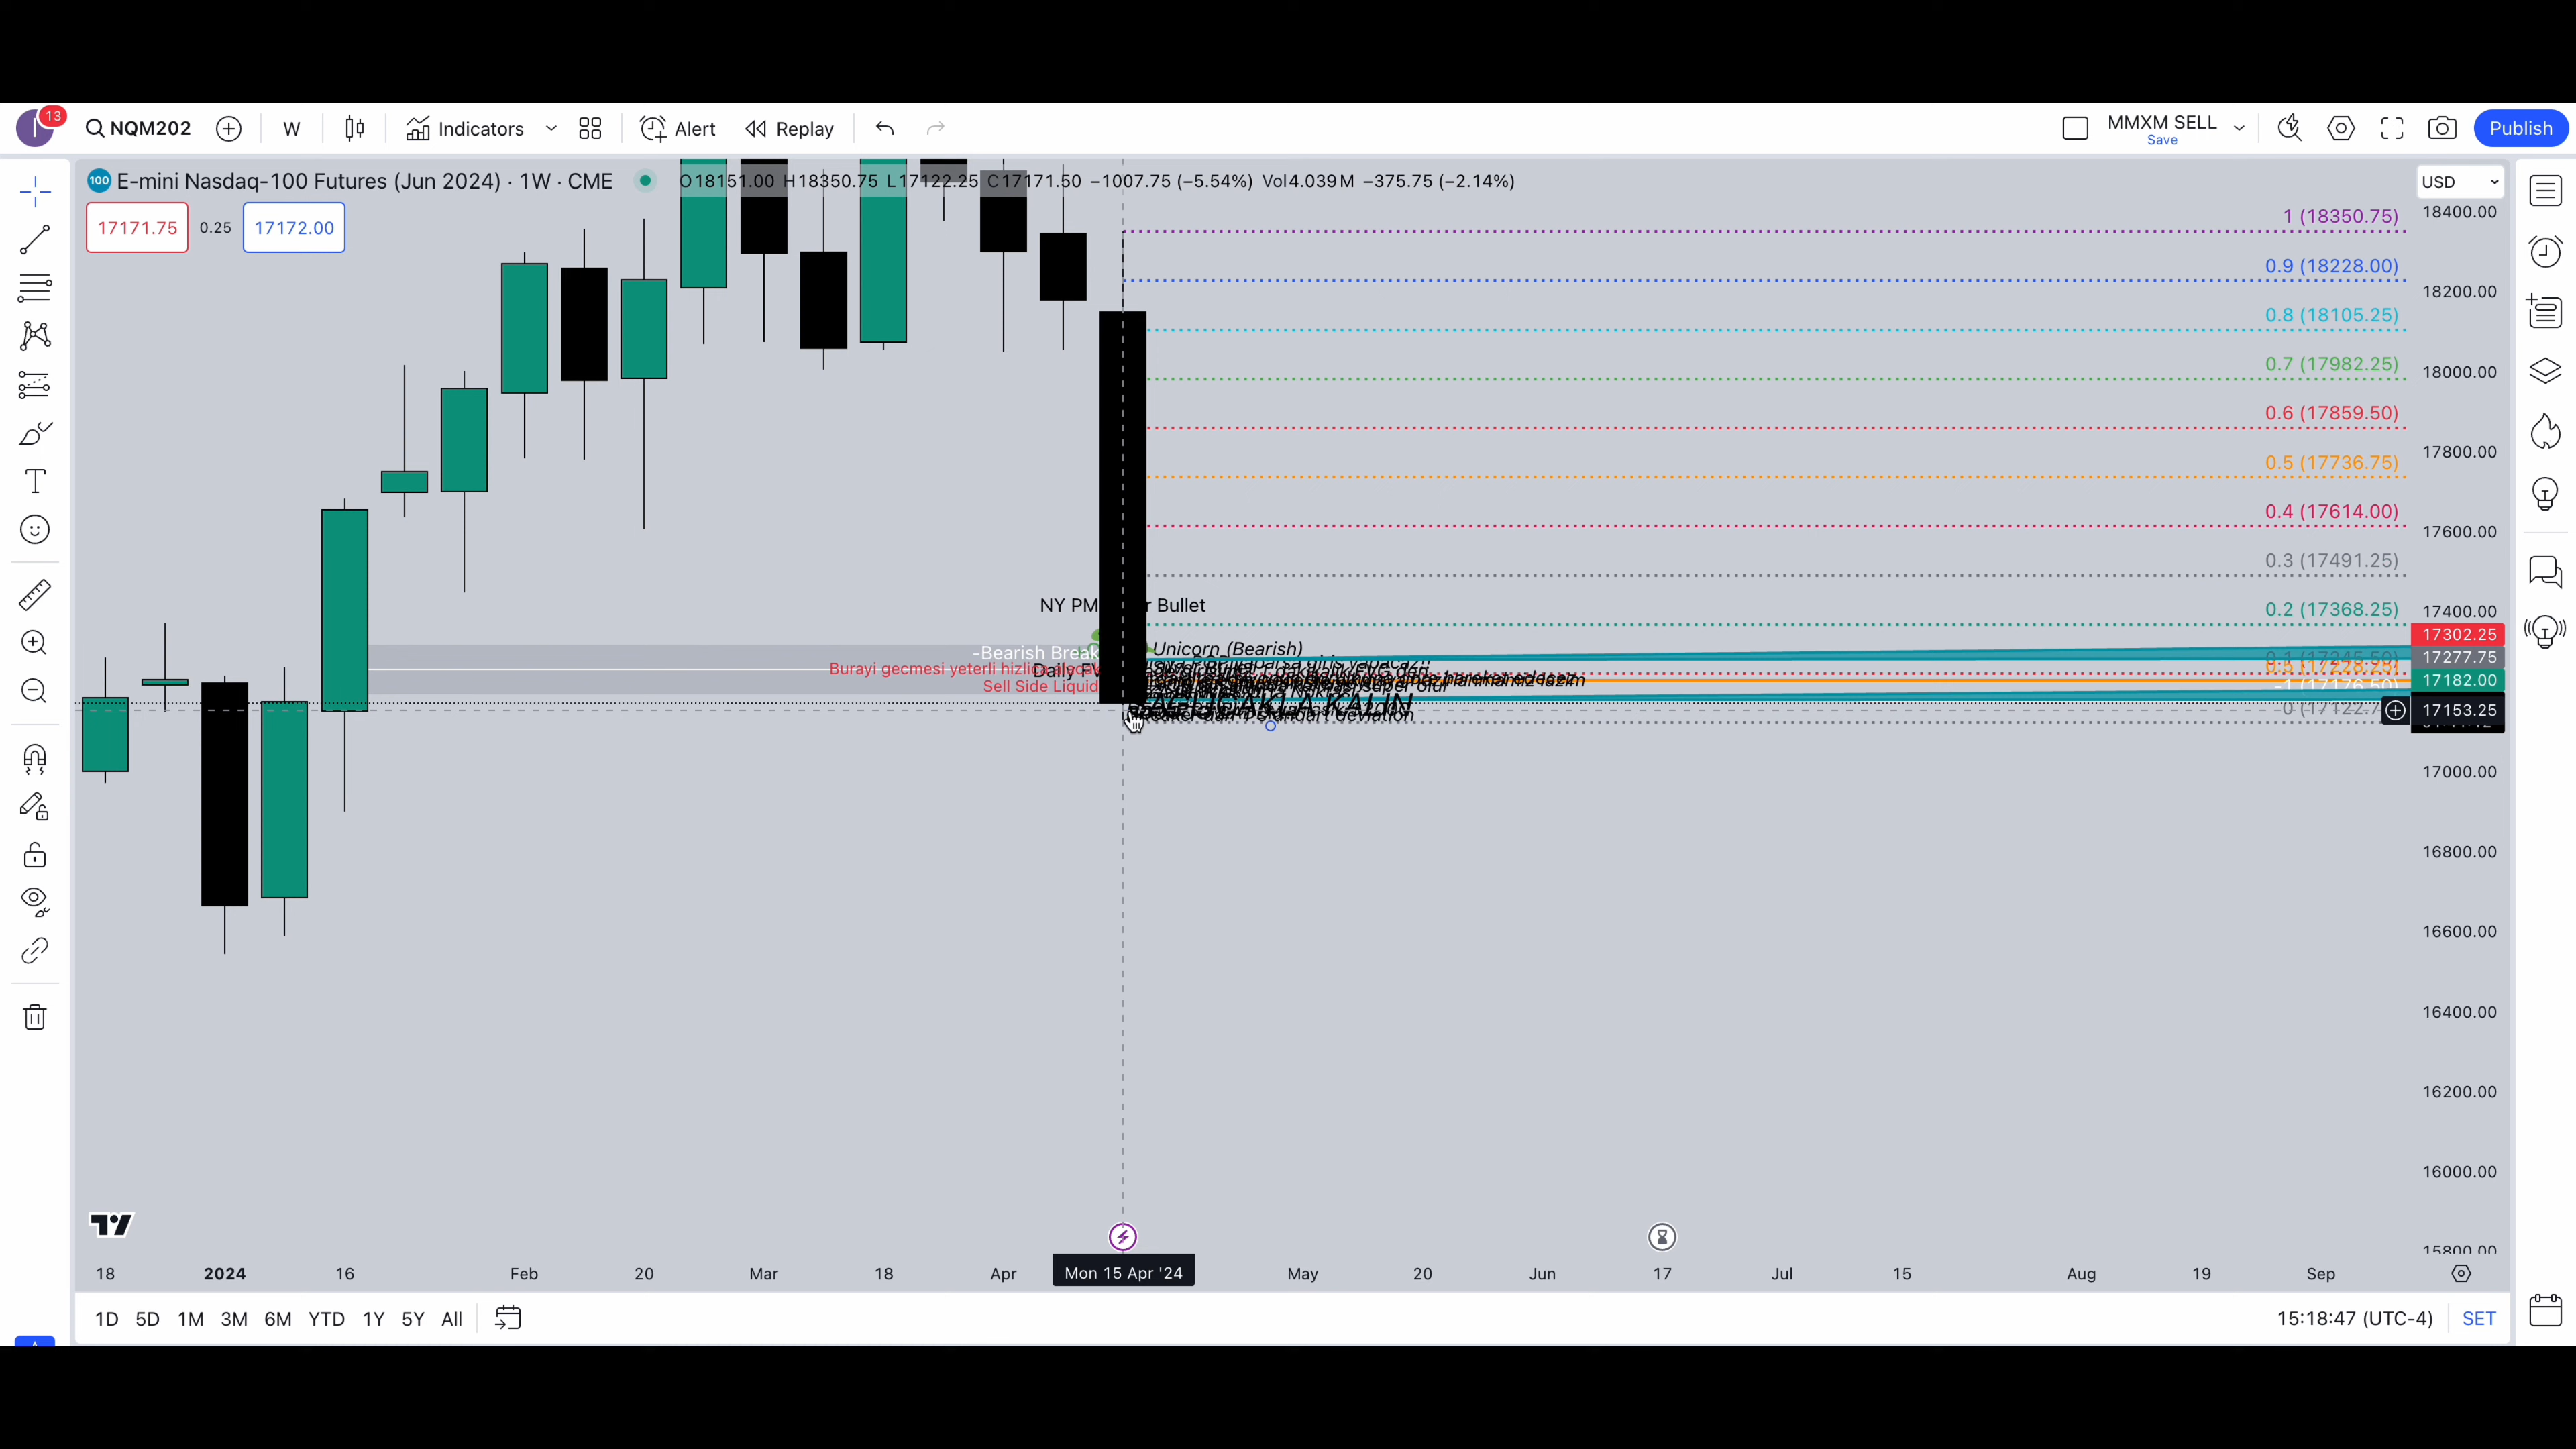 13
NQM202
W
Indicators
Alert
Replay
MMXM SELL
Save
Publish
100 E-mini Nasdaq-100 Futures (Jun 2024) · 1W · CME
O18151.00 H18350.75 L17122.25 C17171.50 −1007.75 (−5.54%) Vol4.039M −375.75 (−2.14%)
USD
17171.75
0.25
17172.00
1 (18350.75)
0.9 (18228.00)
0.8 (18105.25)
0.7 (17982.25)
0.6 (17859.50)
0.5 (17736.75)
0.4 (17614.00)
0.3 (17491.25)
0.2 (17368.25)
18400.00
18200.00
18000.00
17800.00
17600.00
17400.00
17302.25
17277.75
17182.00
17153.25
17000.00
16800.00
16600.00
16400.00
16200.00
16000.00
15800.00
NY PM
Bullet
Unicorn (Bearish)
-Bearish Break
Burayi gecmesi yeterli
Daily
Sell Side
18 2024 16 Feb 20 Mar 18 Apr Mon 15 Apr '24 May 20 Jun 17 Jul 15 Aug 19 Sep
1D 5D 1M 3M 6M YTD 1Y 5Y All
15:18:47 (UTC-4)
SET